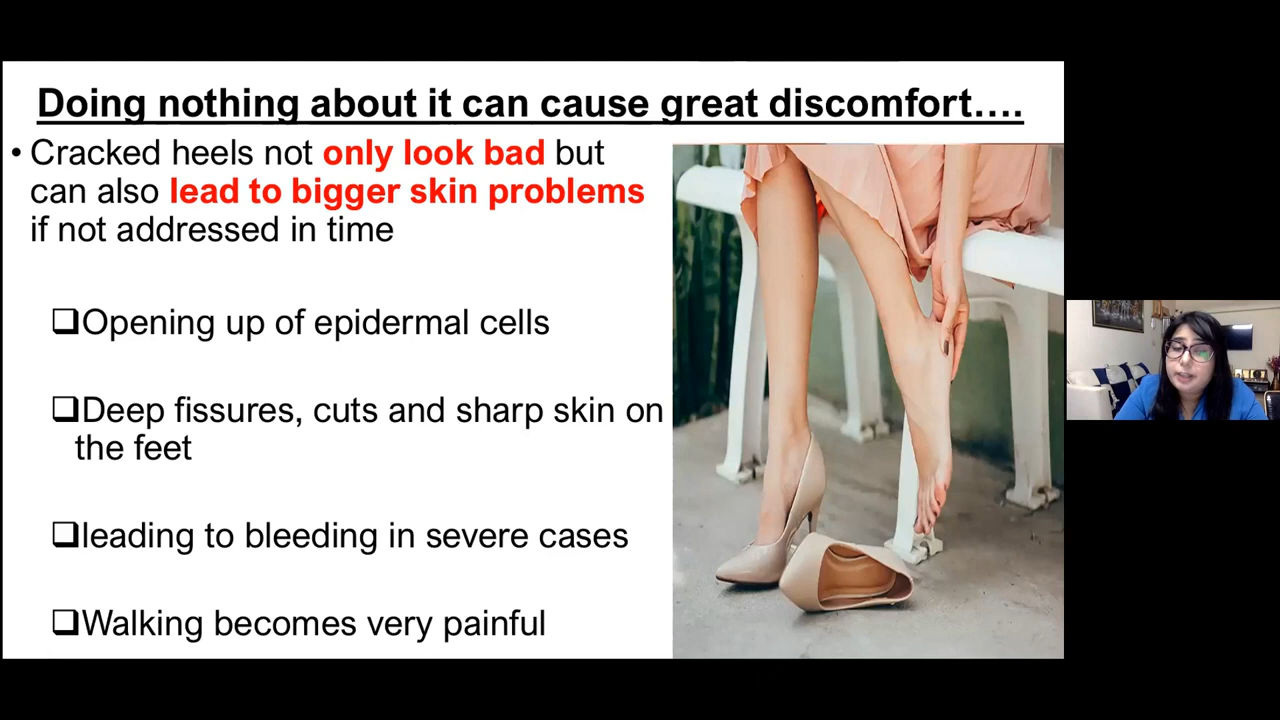 Doing nothing about it can cause great discomfort....
• Cracked heels not only look bad but
can also lead to bigger skin problems
if not addressed in time
❑Opening up of epidermal cells
❑Deep fissures, cuts and sharp skin on
the feet
❑leading to bleeding in severe cases
❑Walking becomes very painful